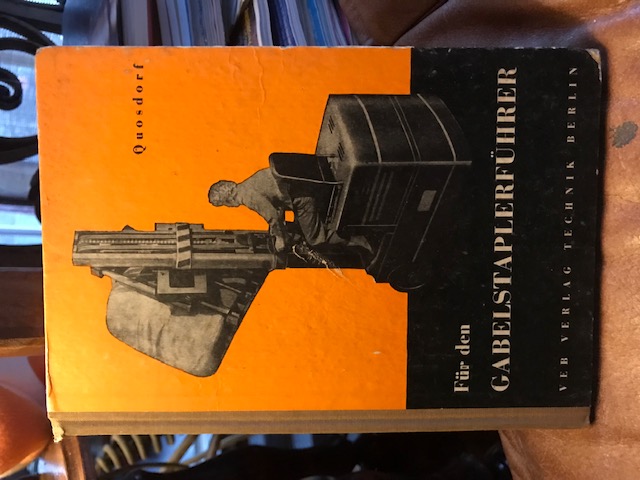 Quosdorf
Für den
GABELSTAPLERFÜHRER
VEB VERLAG TECHNIK BERLIN